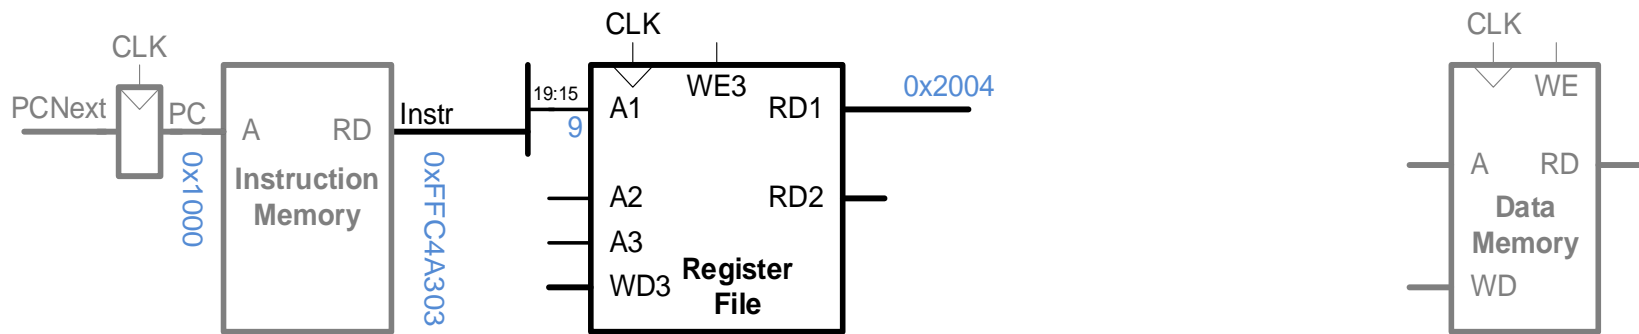 CLK
PCNext
PC
0x1000
A
RD
Instruction
Memory
Instr
0xFFC4A303
19:15
9
CLK
WE3
A1
RD1
0x2004
A2
RD2
A3
WD3
Register
File
CLK
WE
A
RD
Data
Memory
WD